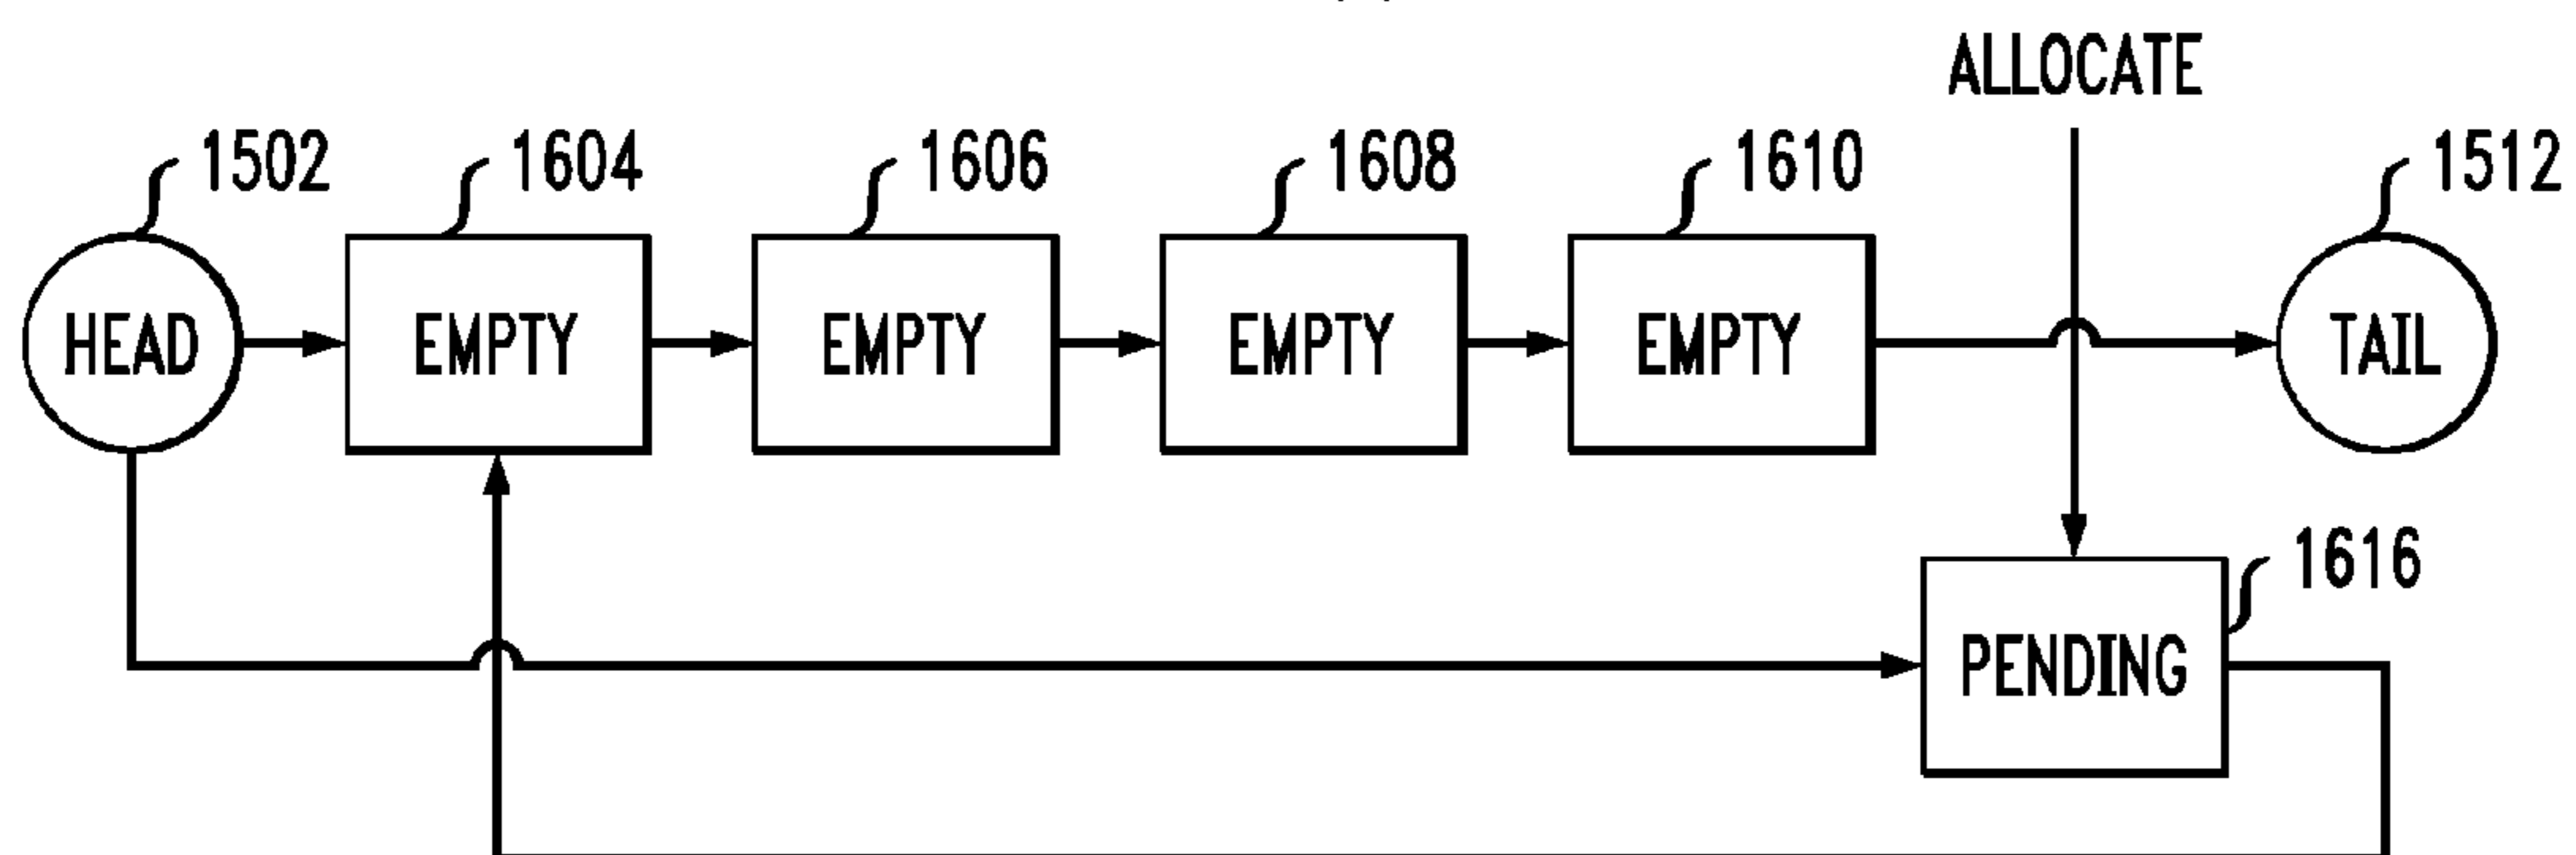 ALLOCATE
1502 1604 1606 1608 1610 1512
HEAD EMPTY EMPTY EMPTY EMPTY TAIL
1616
PENDING